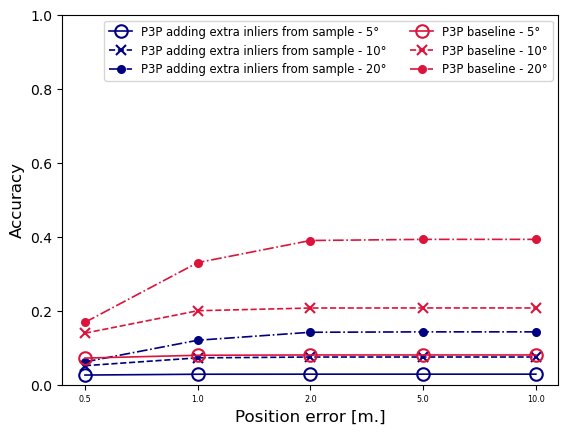 P3P adding extra inliers from sample - 5°
P3P adding extra inliers from sample - 10°
P3P adding extra inliers from sample - 20°
P3P baseline - 5°
P3P baseline - 10°
P3P baseline - 20°
1.0
0.8
0.6
0.4
0.2
0.0
Accuracy
0.5 1.0 2.0 5.0 10.0
Position error [m.]